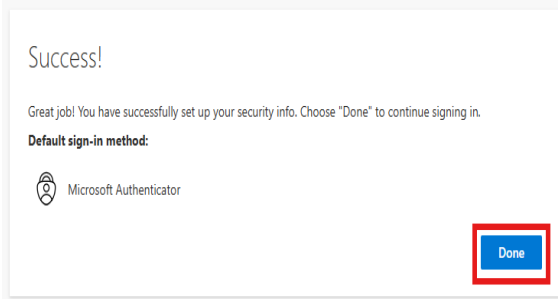 Success!
Great job! You have successfully set up your security info. Choose "Done" to continue signing in.
Default sign-in method:
Microsoft Authenticator
Done